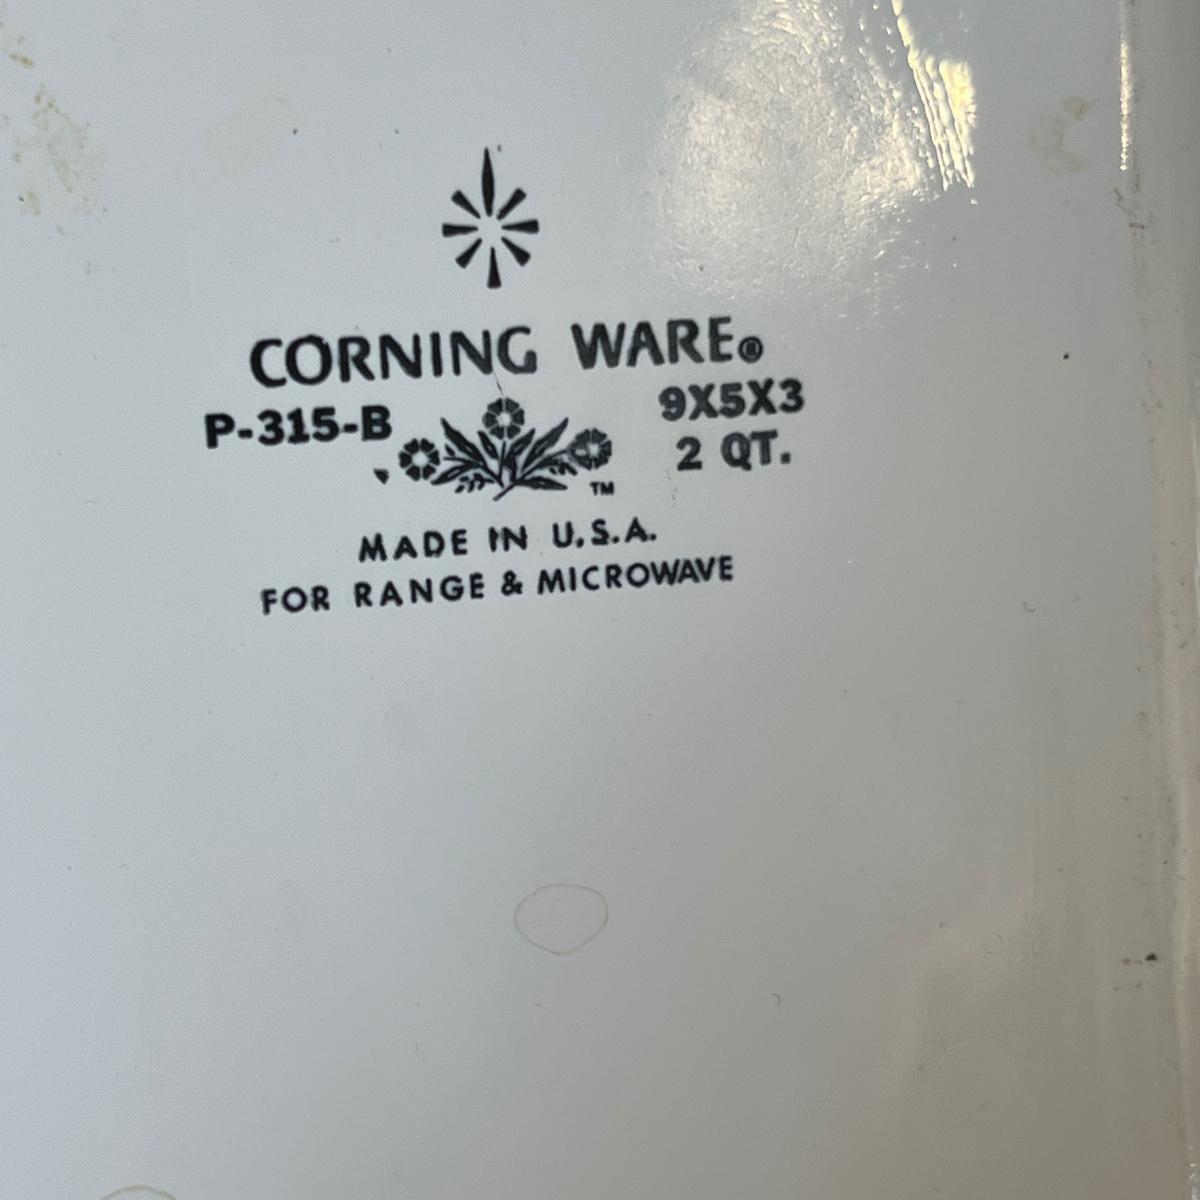 CORNING WARE®
P-315-B 9X5X3
2 QT.
TM
MADE IN U.S.A.
FOR RANGE & MICROWAVE